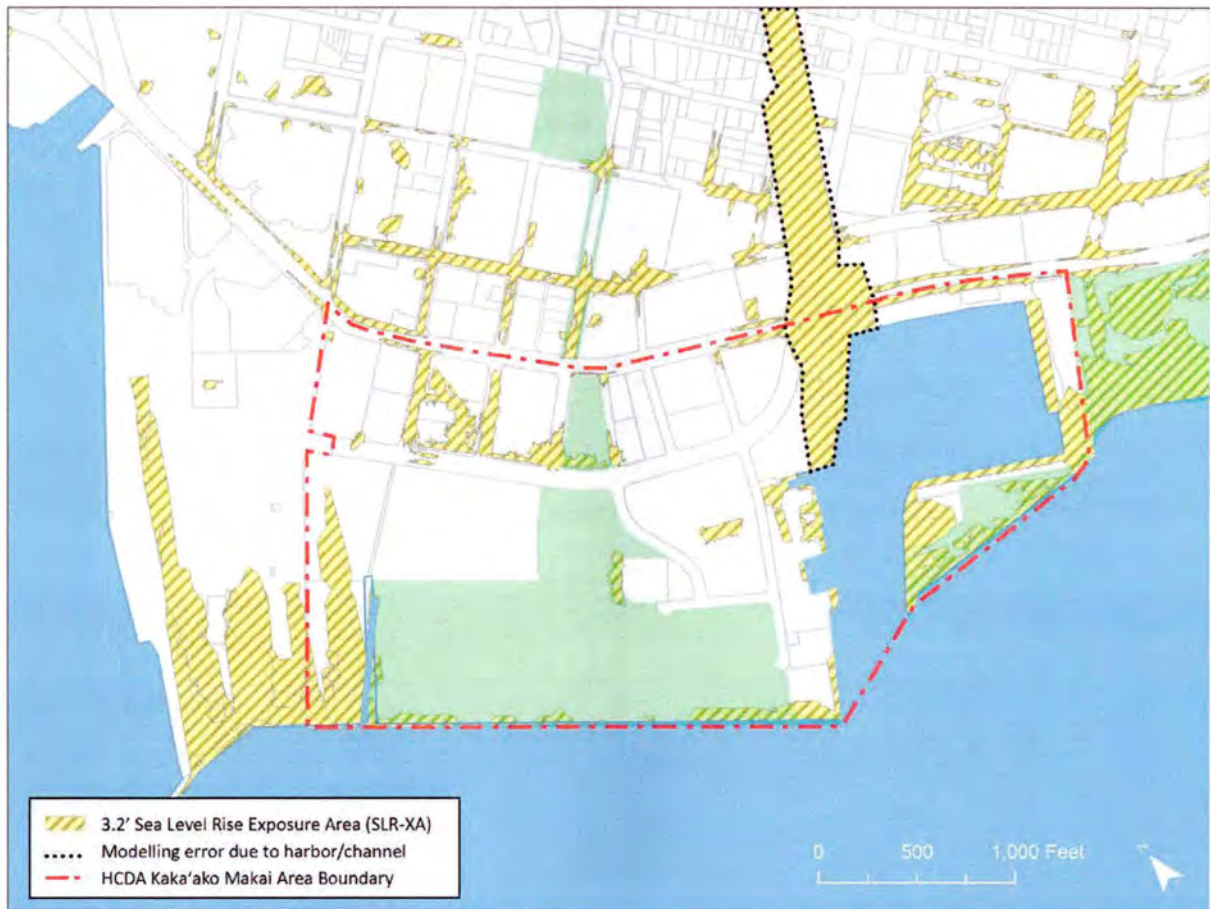 3.2' Sea Level Rise Exposure Area (SLR-XA)
Modelling error due to harbor/channel
HCDA Kaka'ako Makai Area Boundary
0 500 1,000 Feet